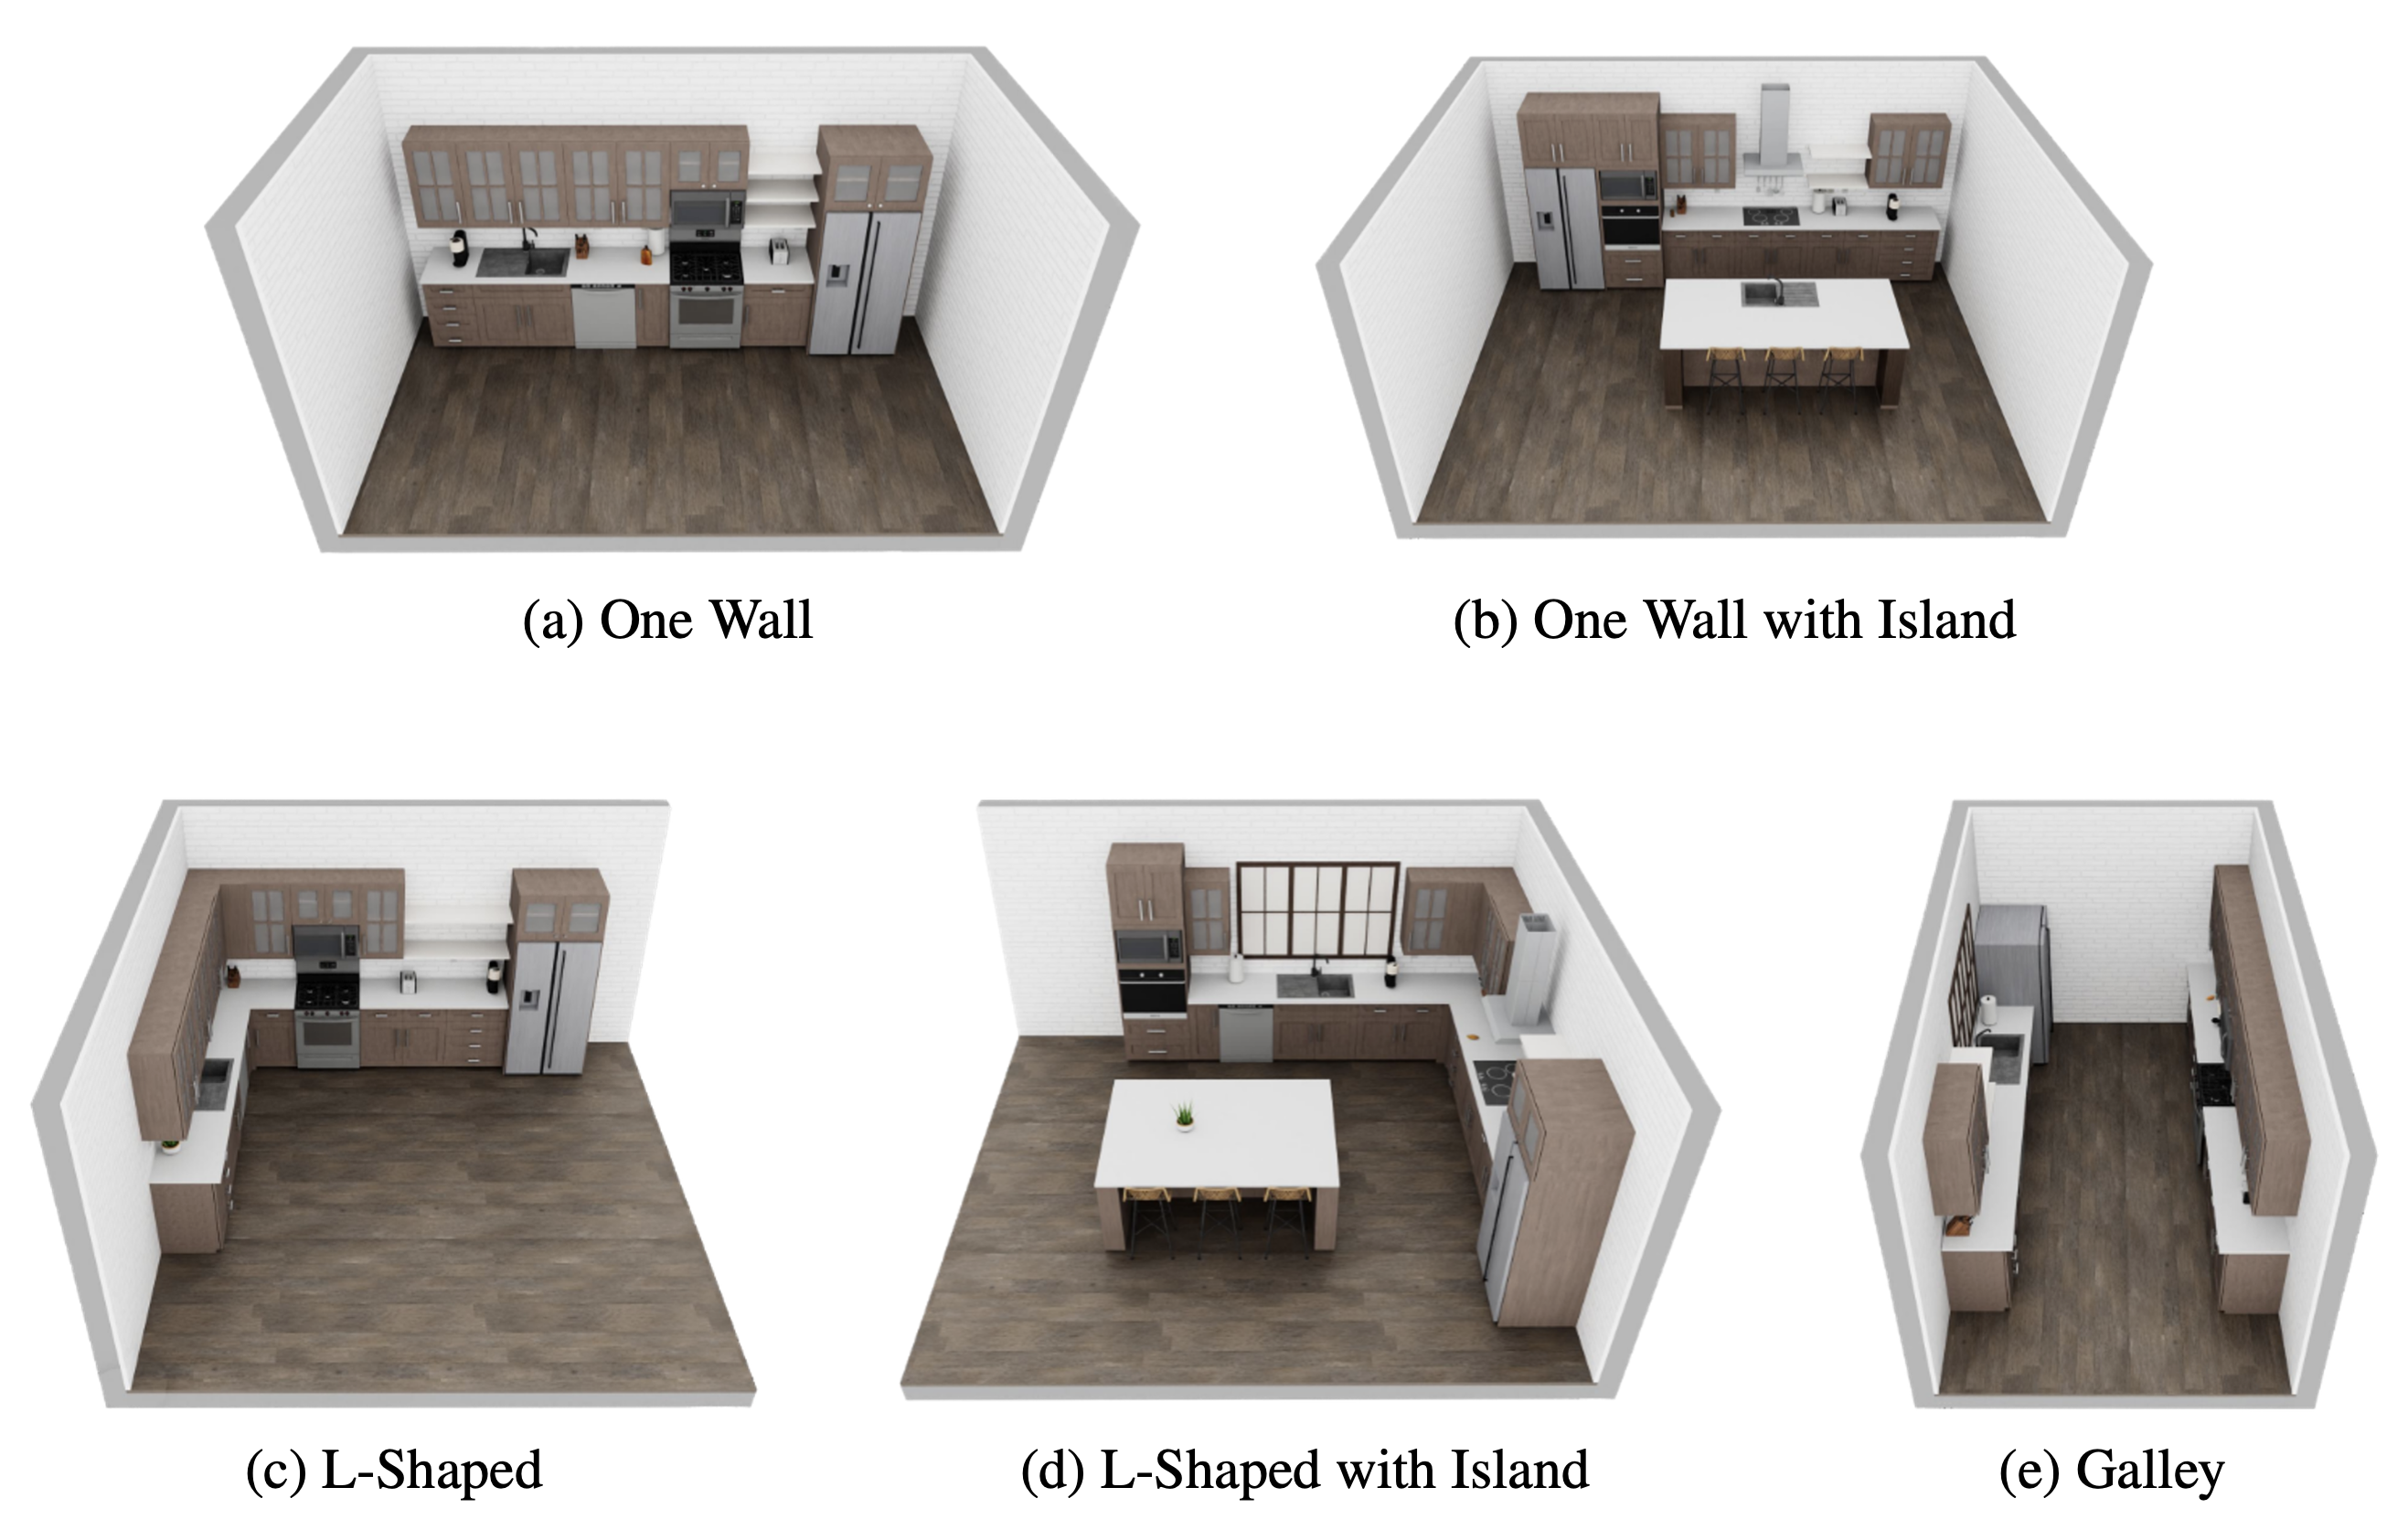 (a) One Wall
(b) One Wall with Island
(c) L-Shaped
(d) L-Shaped with Island
(e) Galley